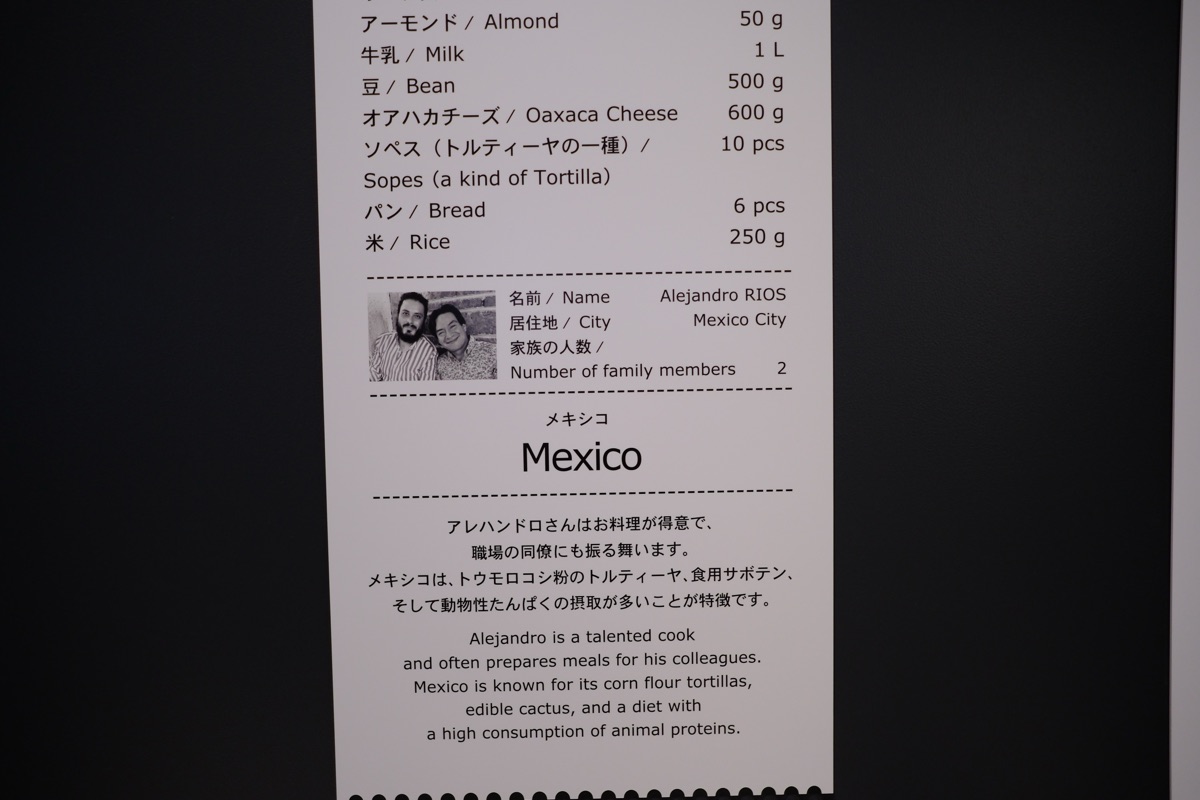 アーモンド / Almond 50 g
牛乳 / Milk 1 L
豆 / Bean 500 g
オアハカチーズ / Oaxaca Cheese 600 g
ソペス（トルティーヤの一種）/ 10 pcs
Sopes (a kind of Tortilla)
パン / Bread 6 pcs
米 / Rice 250 g
名前 / Name Alejandro RIOS
居住地 / City Mexico City
家族の人数 /
Number of family members 2
メキシコ
Mexico
アレハンドロさんはお料理が得意で、
職場の同僚にも振る舞います。
メキシコは、トウモロコシ粉のトルティーヤ、食用サボテン、
そして動物性たんぱくの摂取が多いことが特徴です。
Alejandro is a talented cook
and often prepares meals for his colleagues.
Mexico is known for its corn flour tortillas,
edible cactus, and a diet with
a high consumption of animal proteins.